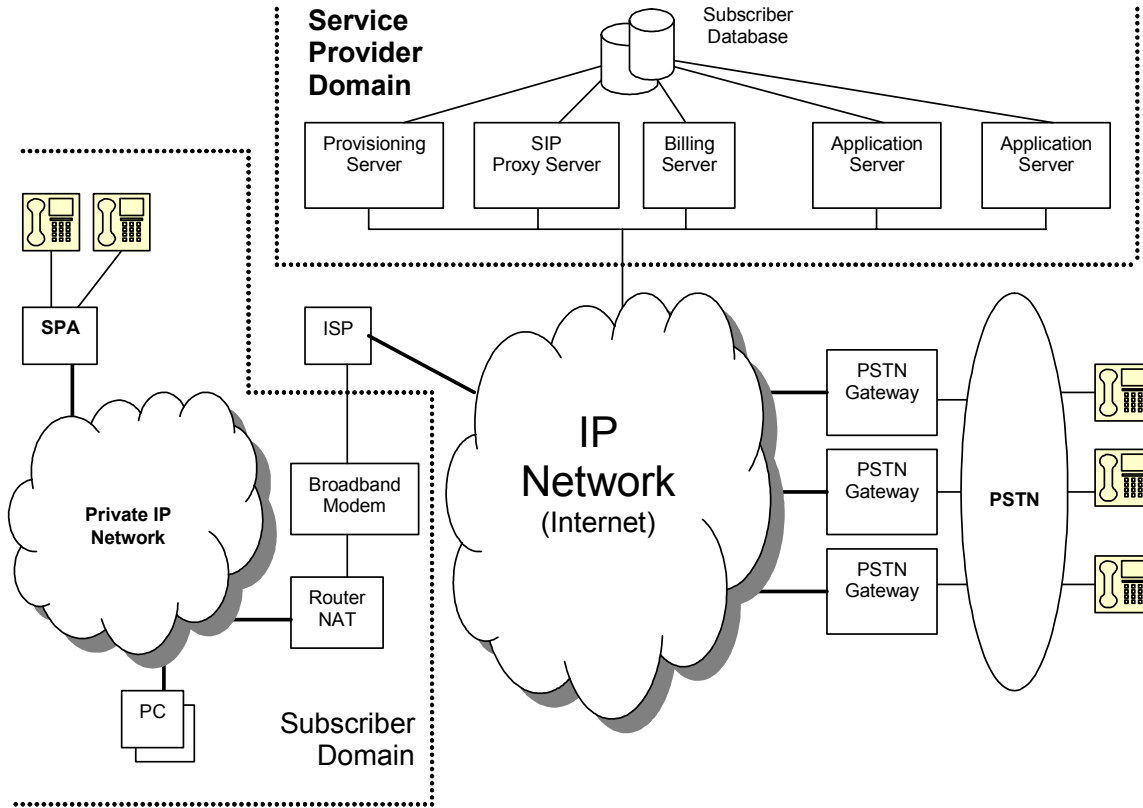 Service
Provider
Domain
Subscriber
Database
Provisioning
Server
SIP
Proxy Server
Billing
Server
Application
Server
Application
Server
SPA
ISP
Private IP
Network
Broadband
Modem
Router
NAT
PC
Subscriber
Domain
IP
Network
(Internet)
PSTN
Gateway
PSTN
Gateway
PSTN
Gateway
PSTN